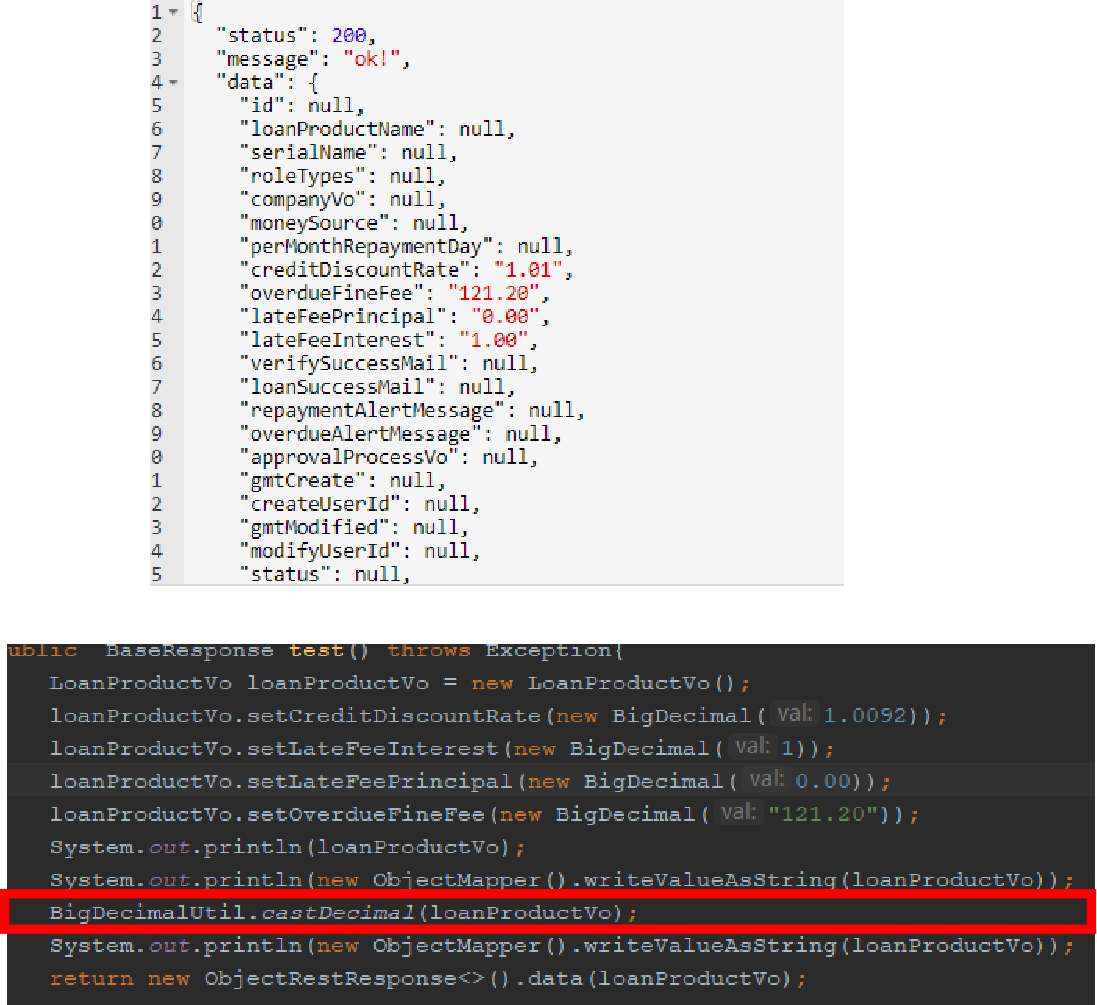 1 {
2 "status": 200,
3 "message": "ok!",
4 "data": {
5 "id": null,
6 "loanProductName": null,
7 "serialName": null,
8 "roleTypes": null,
9 "companyVo": null,
0 "moneySource": null,
1 "perMonthRepaymentDay": null,
2 "creditDiscountRate": "1.01",
3 "overdueFineFee": "121.20",
4 "lateFeePrincipal": "0.00",
5 "lateFeeInterest": "1.00",
6 "verifySuccessMail": null,
7 "loanSuccessMail": null,
8 "repaymentAlertMessage": null,
9 "overdueAlertMessage": null,
0 "approvalProcessVo": null,
1 "gmtCreate": null,
2 "createUserId": null,
3 "gmtModified": null,
4 "modifyUserId": null,
5 "status": null,
ublic BaseResponse test() throws Exception{
LoanProductVo loanProductVo = new LoanProductVo();
loanProductVo.setCreditDiscountRate(new BigDecimal( val: 1.0092));
loanProductVo.setLateFeeInterest(new BigDecimal( val: 1));
loanProductVo.setLateFeePrincipal(new BigDecimal( val: 0.00));
loanProductVo.setOverdueFineFee(new BigDecimal( val: "121.20"));
System.out.println(loanProductVo);
System.out.println(new ObjectMapper().writeValueAsString(loanProductVo));
BigDecimalUtil.castDecimal(loanProductVo);
System.out.println(new ObjectMapper().writeValueAsString(loanProductVo));
return new ObjectRestResponse<>().data(loanProductVo);